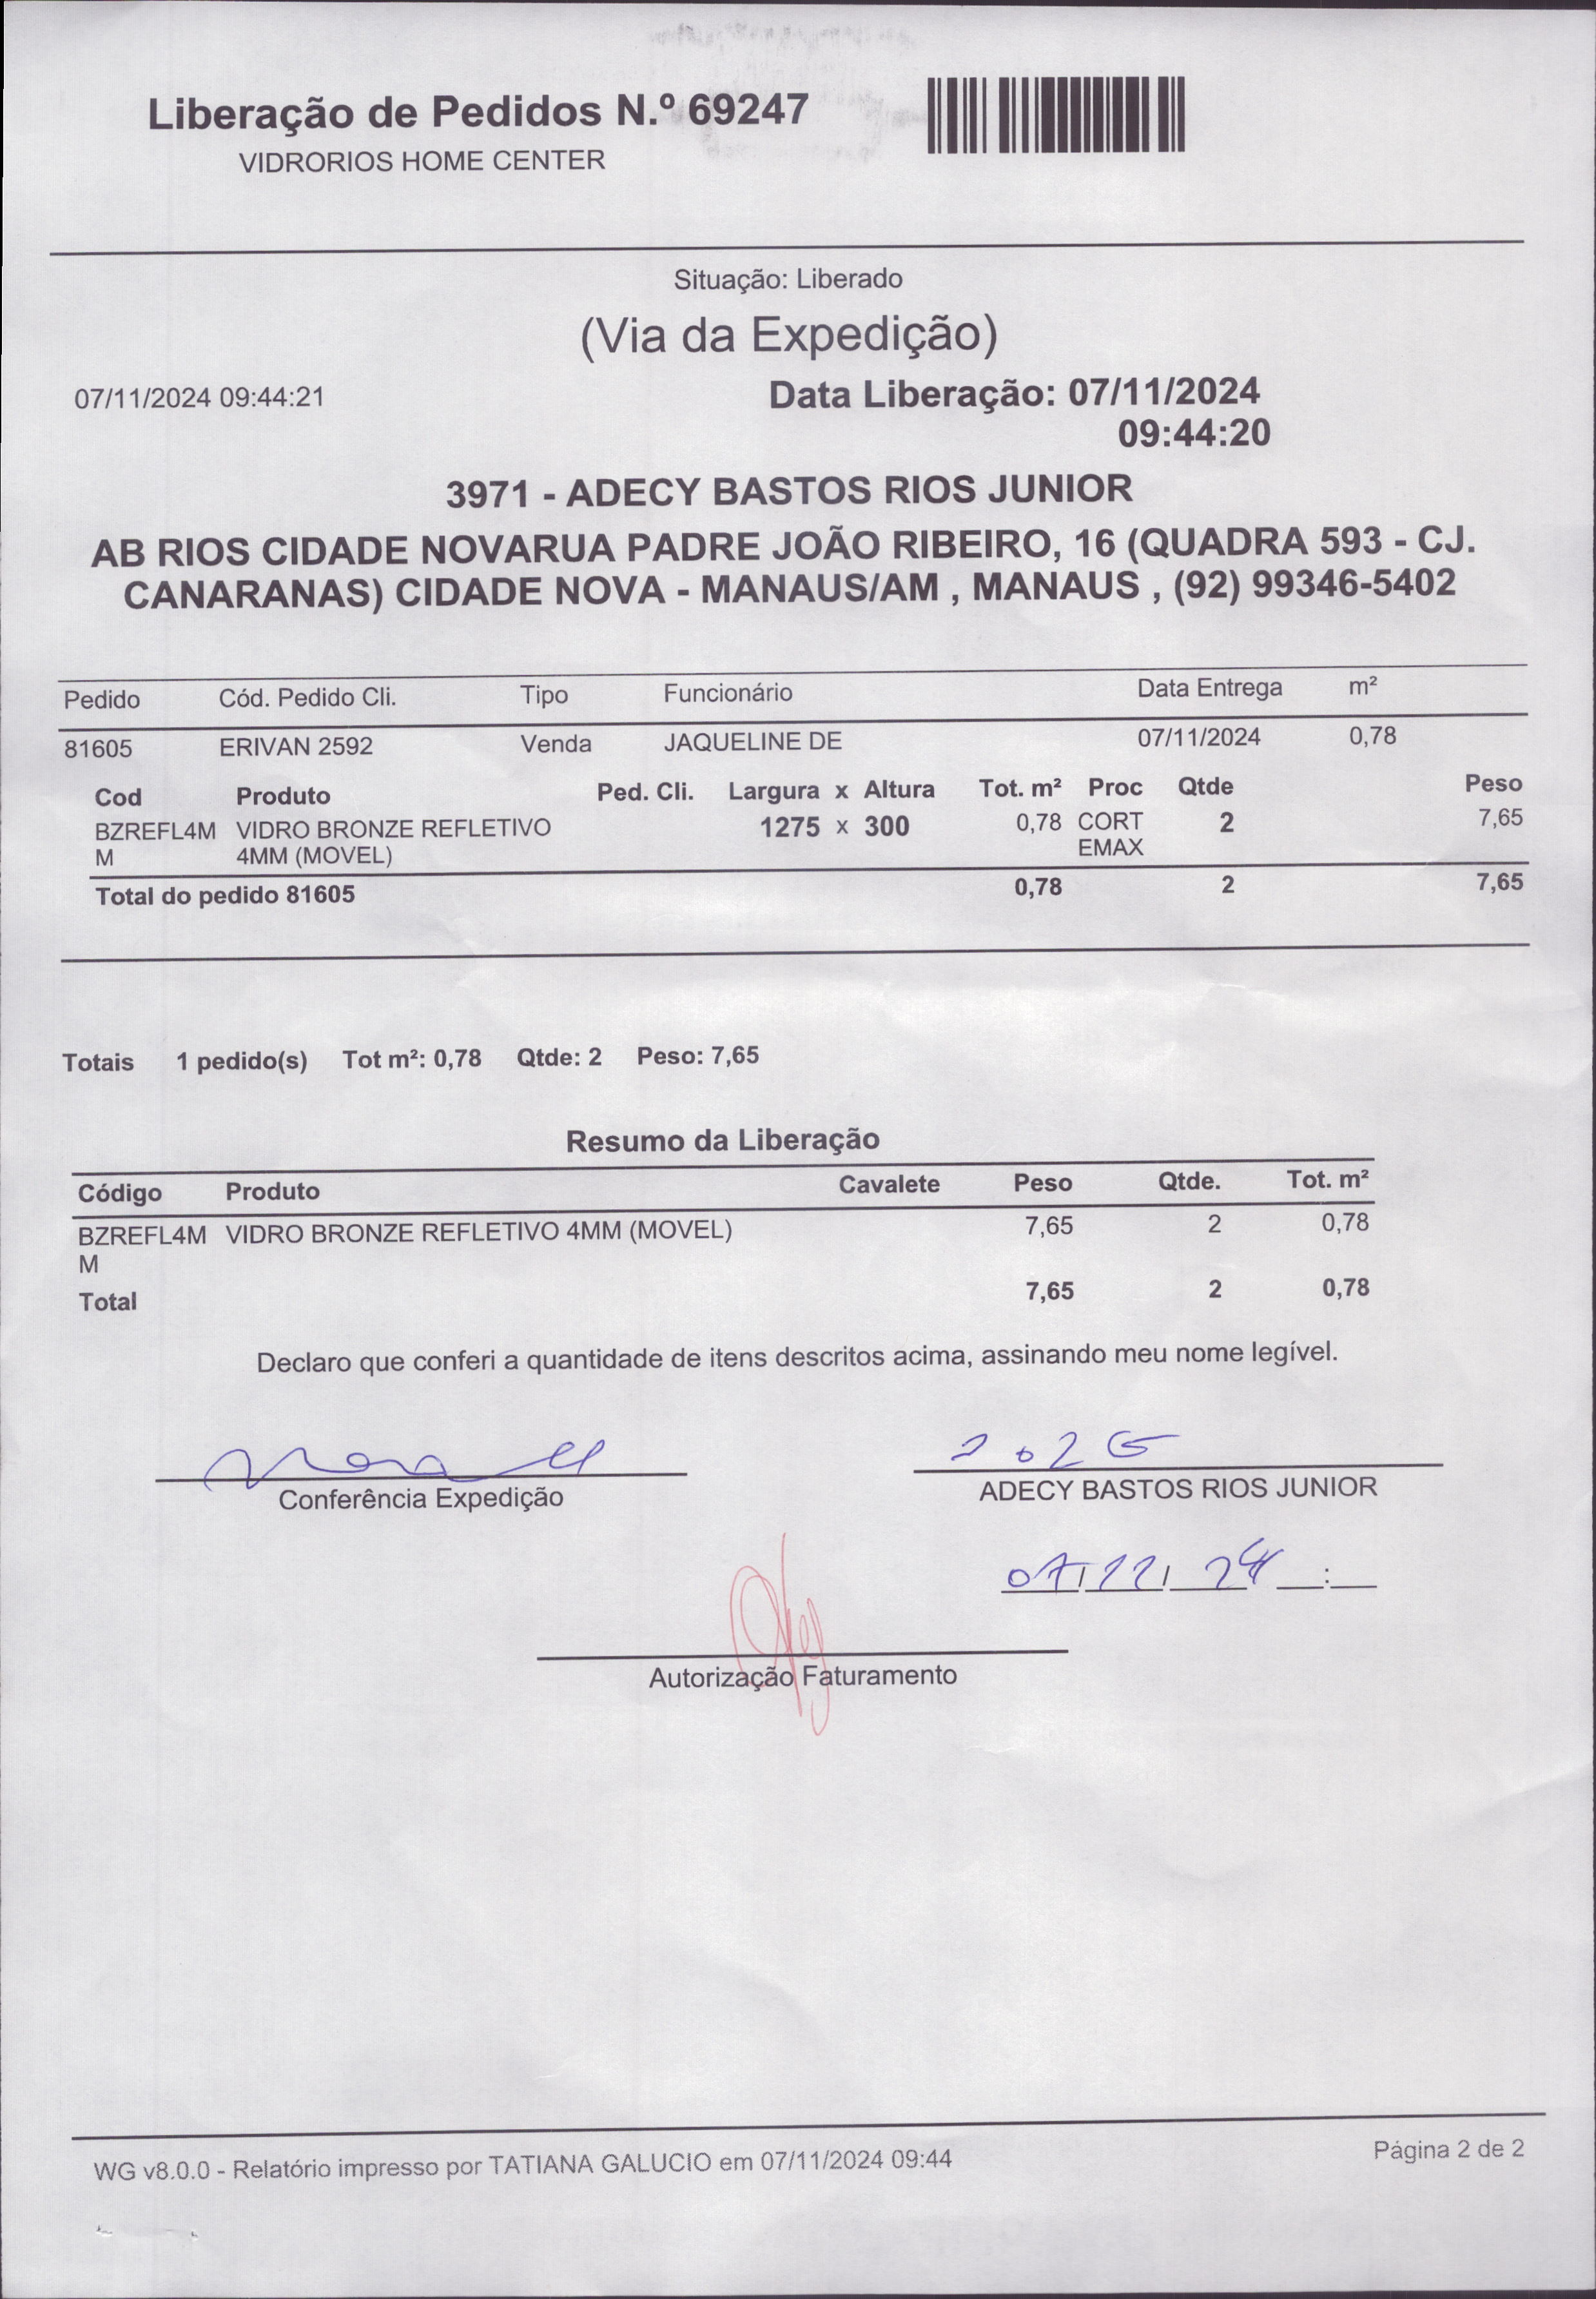 Liberação de Pedidos N.º 69247
VIDRORIOS HOME CENTER
Situação: Liberado
(Via da Expedição)
07/11/2024 09:44:21
Data Liberação: 07/11/2024
09:44:20
3971 - ADECY BASTOS RIOS JUNIOR
AB RIOS CIDADE NOVARUA PADRE JOÃO RIBEIRO, 16 (QUADRA 593 - CJ.
CANARANAS) CIDADE NOVA - MANAUS/AM , MANAUS , (92) 99346-5402
Pedido Cód. Pedido Cli. Tipo Funcionário Data Entrega m²
81605 ERIVAN 2592 Venda JAQUELINE DE 07/11/2024 0,78
Cod Produto Ped. Cli. Largura x Altura Tot. m² Proc Qtde Peso
BZREFL4M VIDRO BRONZE REFLETIVO 1275 x 300 0,78 CORT 2 7,65
M 4MM (MOVEL) EMAX
Total do pedido 81605 0,78 2 7,65
Totais 1 pedido(s) Tot m²: 0,78 Qtde: 2 Peso: 7,65
Resumo da Liberação
Código Produto Cavalete Peso Qtde. Tot. m²
BZREFL4M VIDRO BRONZE REFLETIVO 4MM (MOVEL) 7,65 2 0,78
M
Total 7,65 2 0,78
Declaro que conferi a quantidade de itens descritos acima, assinando meu nome legível.
Conferência Expedição
ADECY BASTOS RIOS JUNIOR
07/11/24 :
Autorização Faturamento
WG v8.0.0 - Relatório impresso por TATIANA GALUCIO em 07/11/2024 09:44
Página 2 de 2